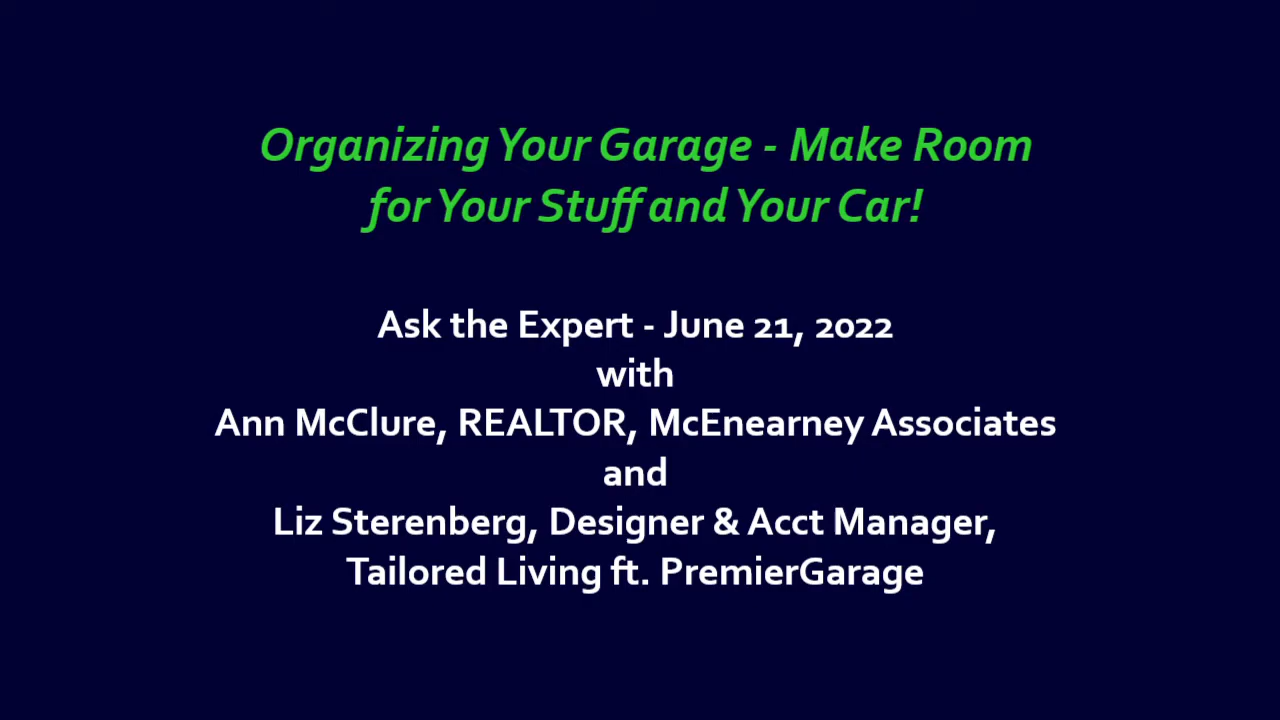 Organizing Your Garage - Make Room
for Your Stuff and Your Car!
Ask the Expert - June 21, 2022
with
Ann McClure, REALTOR, McEnearney Associates
and
Liz Sterenberg, Designer & Acct Manager,
Tailored Living ft. PremierGarage